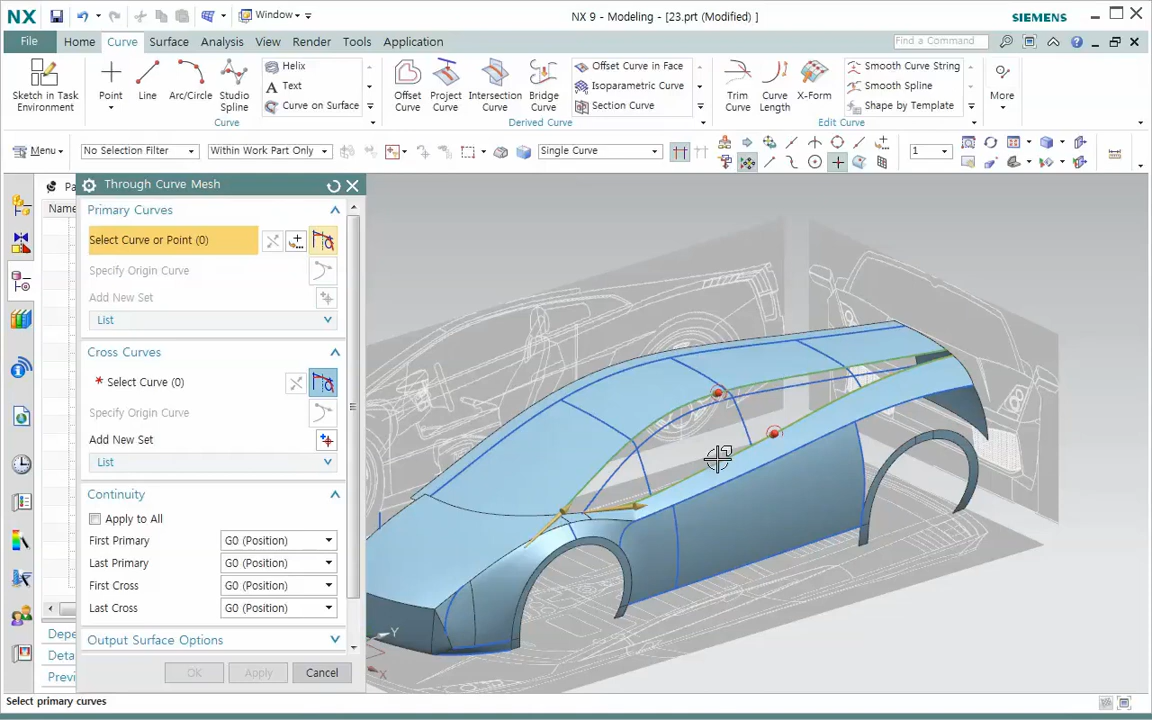 NX
Window
NX 9 - Modeling - [23.prt (Modified) ]
SIEMENS
File
Home
Curve
Surface
Analysis
View
Render
Tools
Application
Find a Command
Sketch in Task
Environment
Point
Line
Arc/Circle
Studio
Spline
Helix
Text
Curve on Surface
Offset
Curve
Project
Curve
Intersection
Curve
Bridge
Curve
Offset Curve in Face
Isoparametric Curve
Section Curve
Trim
Curve
Curve
Length
X-Form
Smooth Curve String
Smooth Spline
Shape by Template
More
Curve
Derived Curve
Edit Curve
Menu
No Selection Filter
Within Work Part Only
Single Curve
1
Pa
Name
Through Curve Mesh
Primary Curves
Select Curve or Point (0)
Specify Origin Curve
Add New Set
List
Cross Curves
* Select Curve (0)
Specify Origin Curve
Add New Set
List
Continuity
Apply to All
First Primary
G0 (Position)
Last Primary
G0 (Position)
First Cross
G0 (Position)
Last Cross
G0 (Position)
Output Surface Options
OK
Apply
Cancel
Depe
Deta
Previ
Y
X
Select primary curves